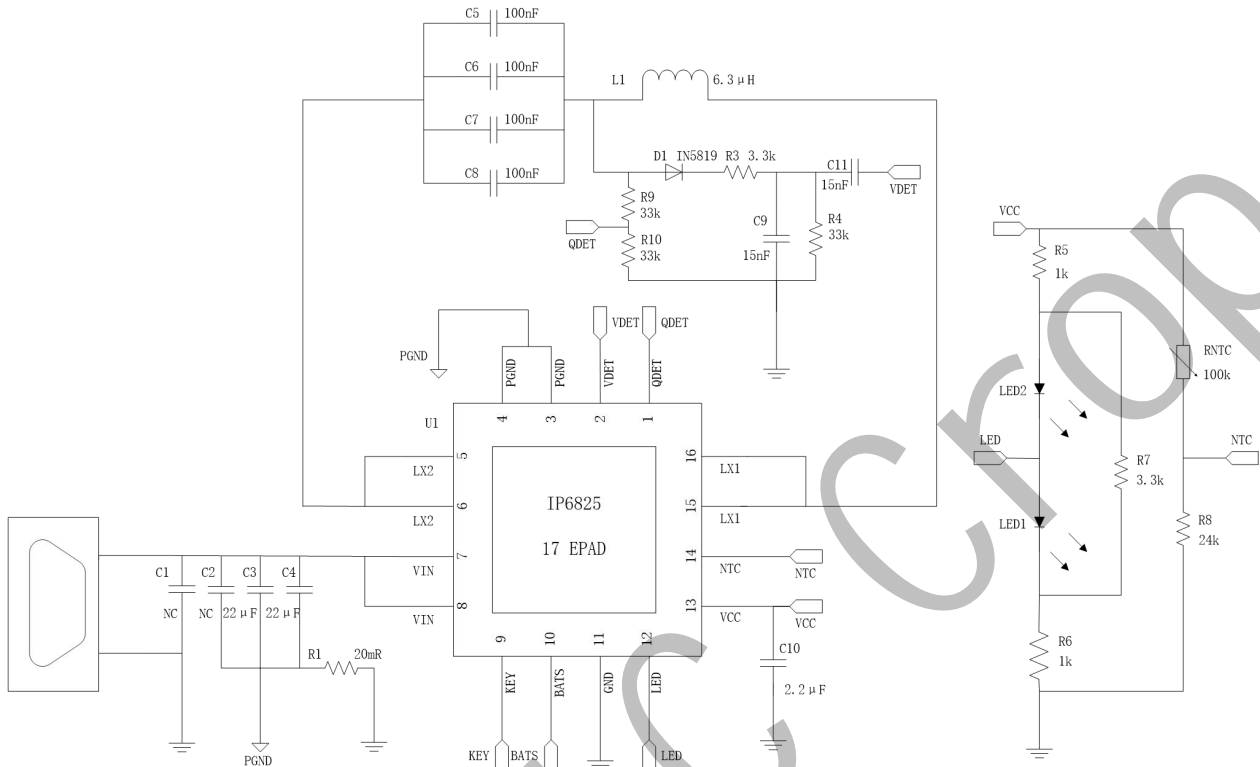 C5 100nF
C6 100nF
C7 100nF
C8 100nF
L1 6.3μH
D1 IN5819 R3 3.3k
C11
15nF
VDET
R9
33k
QDET
R10
33k
C9
15nF
R4
33k
VCC
R5
1k
RNTC
100k
LED2
LED
NTC
R7
3.3k
LED1
R8
24k
R6
1k
PGND
PGND
PGND
VDET
QDET
VDET
QDET
U1
4
3
2
1
5
LX2
6
LX2
7
VIN
8
VIN
16
LX1
15
LX1
14
NTC
NTC
13
VCC
VCC
IP6825
17 EPAD
9
10
11
12
KEY
BATS
GND
LED
KEY
BATS
LED
C10
2.2μF
C1
NC
C2
NC
C3
22μF
C4
22μF
R1
20mR
PGND
C Crop